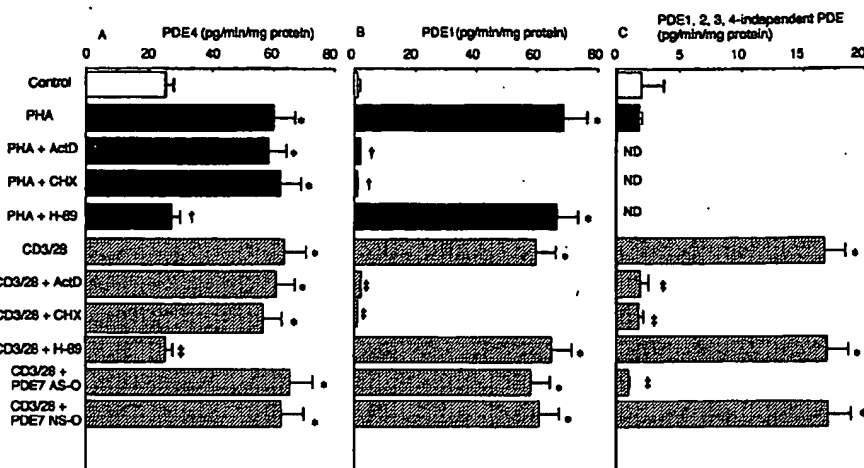 A PDE4 (pg/min/mg protein)
0 20 40 60 80
B PDE1 (pg/min/mg protein)
0 20 40 60 80
C PDE1, 2, 3, 4-independent PDE
(pg/min/mg protein)
0 5 10 15 20
Control
PHA * *
PHA + ActD * † ND
PHA + CHX * † ND
PHA + H-89 † * ND
CD3/28 * * *
CD3/28 + ActD * ‡ ‡
CD3/28 + CHX * ‡ ‡
CD3/28 + H-89 ‡ * *
CD3/28 +
PDE7 AS-O * * ‡
CD3/28 +
PDE7 NS-O * * *